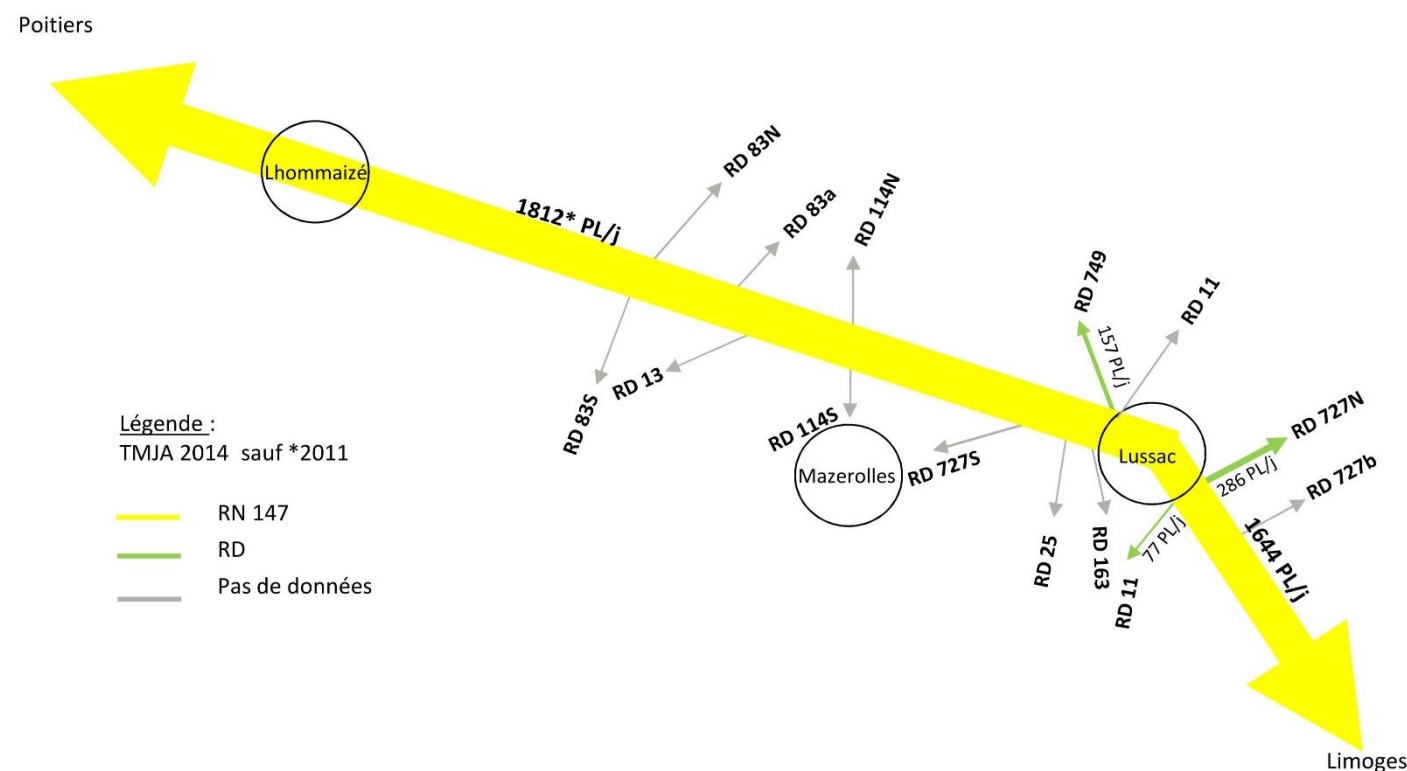 Poitiers
Lhommaizé
1812* PL/j
RD 83N
RD 83a
RD 114N
RD 749
157 PL/j
RD 11
RD 83S
RD 13
RD 114S
Mazerolles
RD 727S
Lussac
RD 727N
286 PL/j
RD 727b
RD 25
RD 163
77 PL/j
RD 11
1644 PL/j
Légende :
TMJA 2014 sauf *2011
RN 147
RD
Pas de données
Limoges